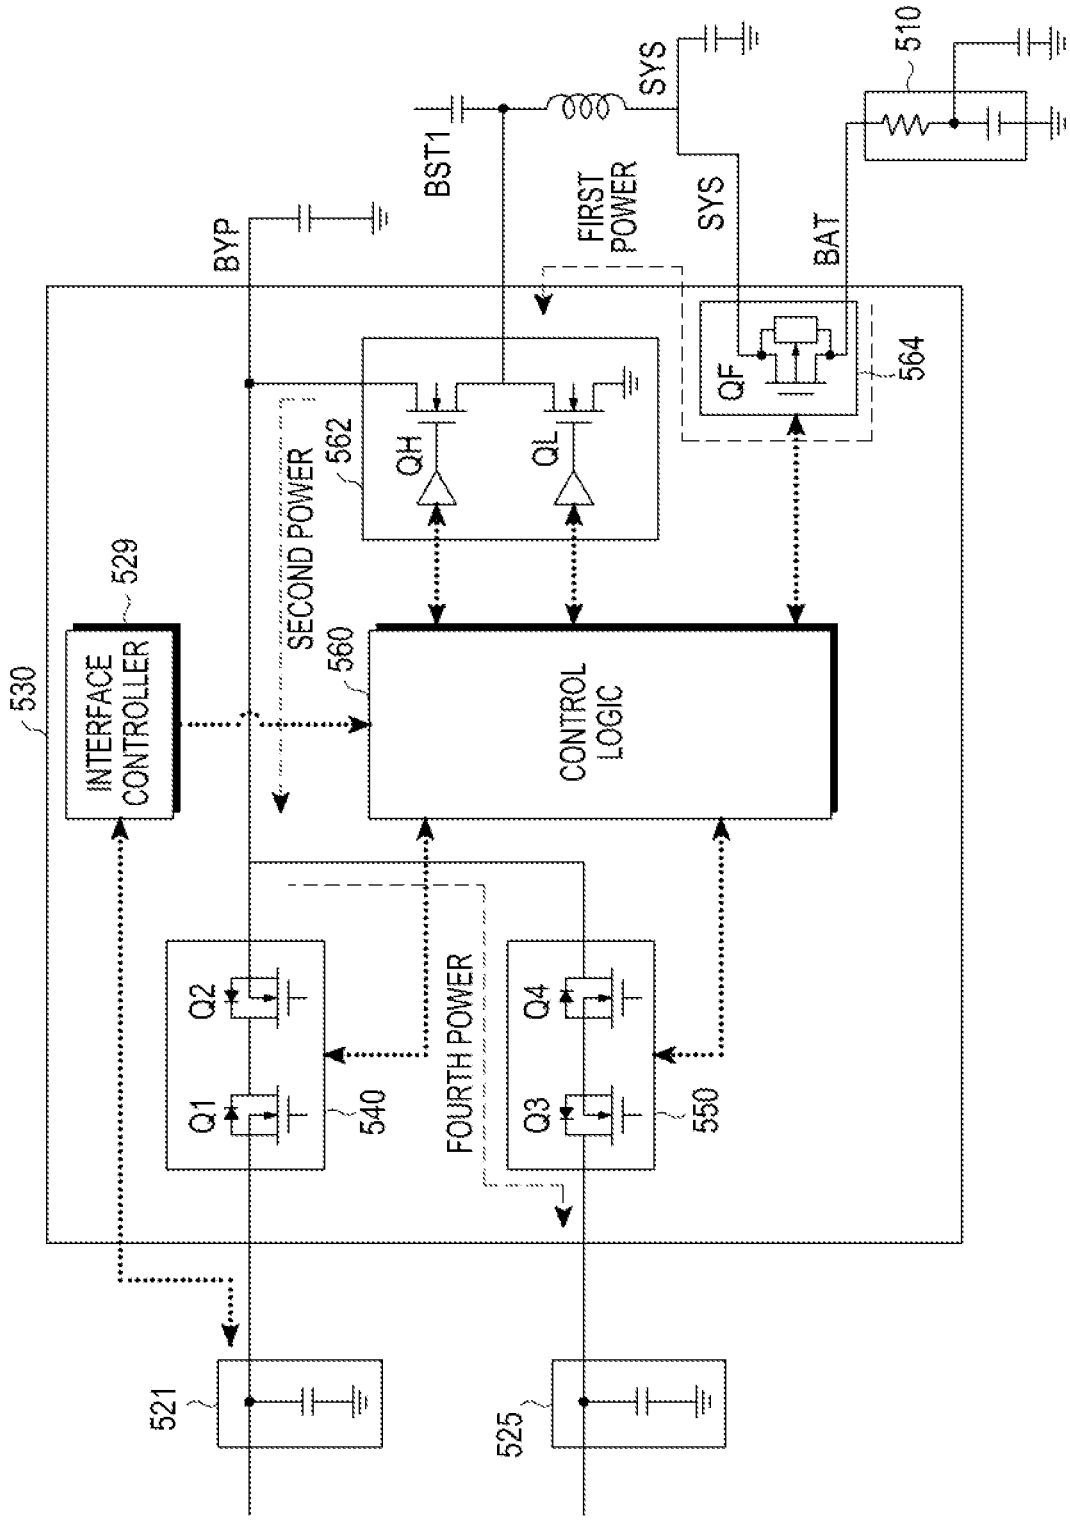 530
INTERFACE
CONTROLLER
529
521
Q1
Q2
540
SECOND POWER
BYP
562
QH
QL
BST1
560
CONTROL
LOGIC
FOURTH POWER
FIRST
POWER
SYS
SYS
525
Q3
Q4
550
QF
564
BAT
510